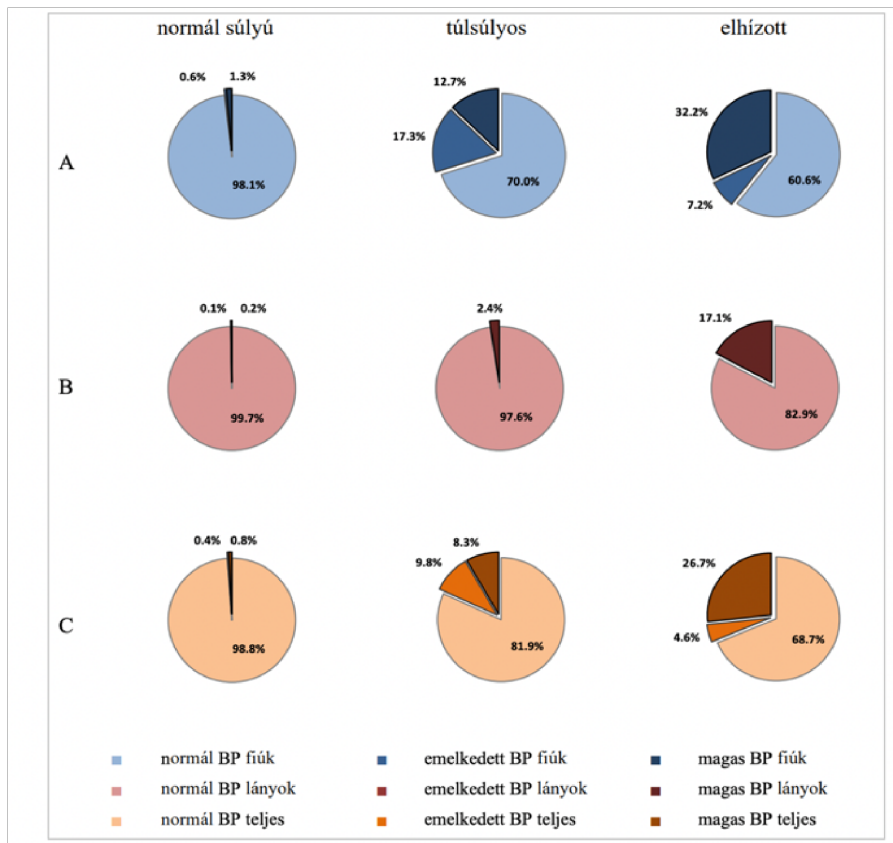 normál súlyú túlsúlyos elhízott
0.6% 1.3% 12.7% 32.2%
17.3%
A
98.1% 70.0% 60.6%
7.2%
0.1% 0.2% 2.4% 17.1%
B
99.7% 97.6% 82.9%
0.4% 0.8% 8.3% 26.7%
9.8%
C
4.6%
98.8% 81.9% 68.7%
normál BP fiúk emelkedett BP fiúk magas BP fiúk
normál BP lányok emelkedett BP lányok magas BP lányok
normál BP teljes emelkedett BP teljes magas BP teljes